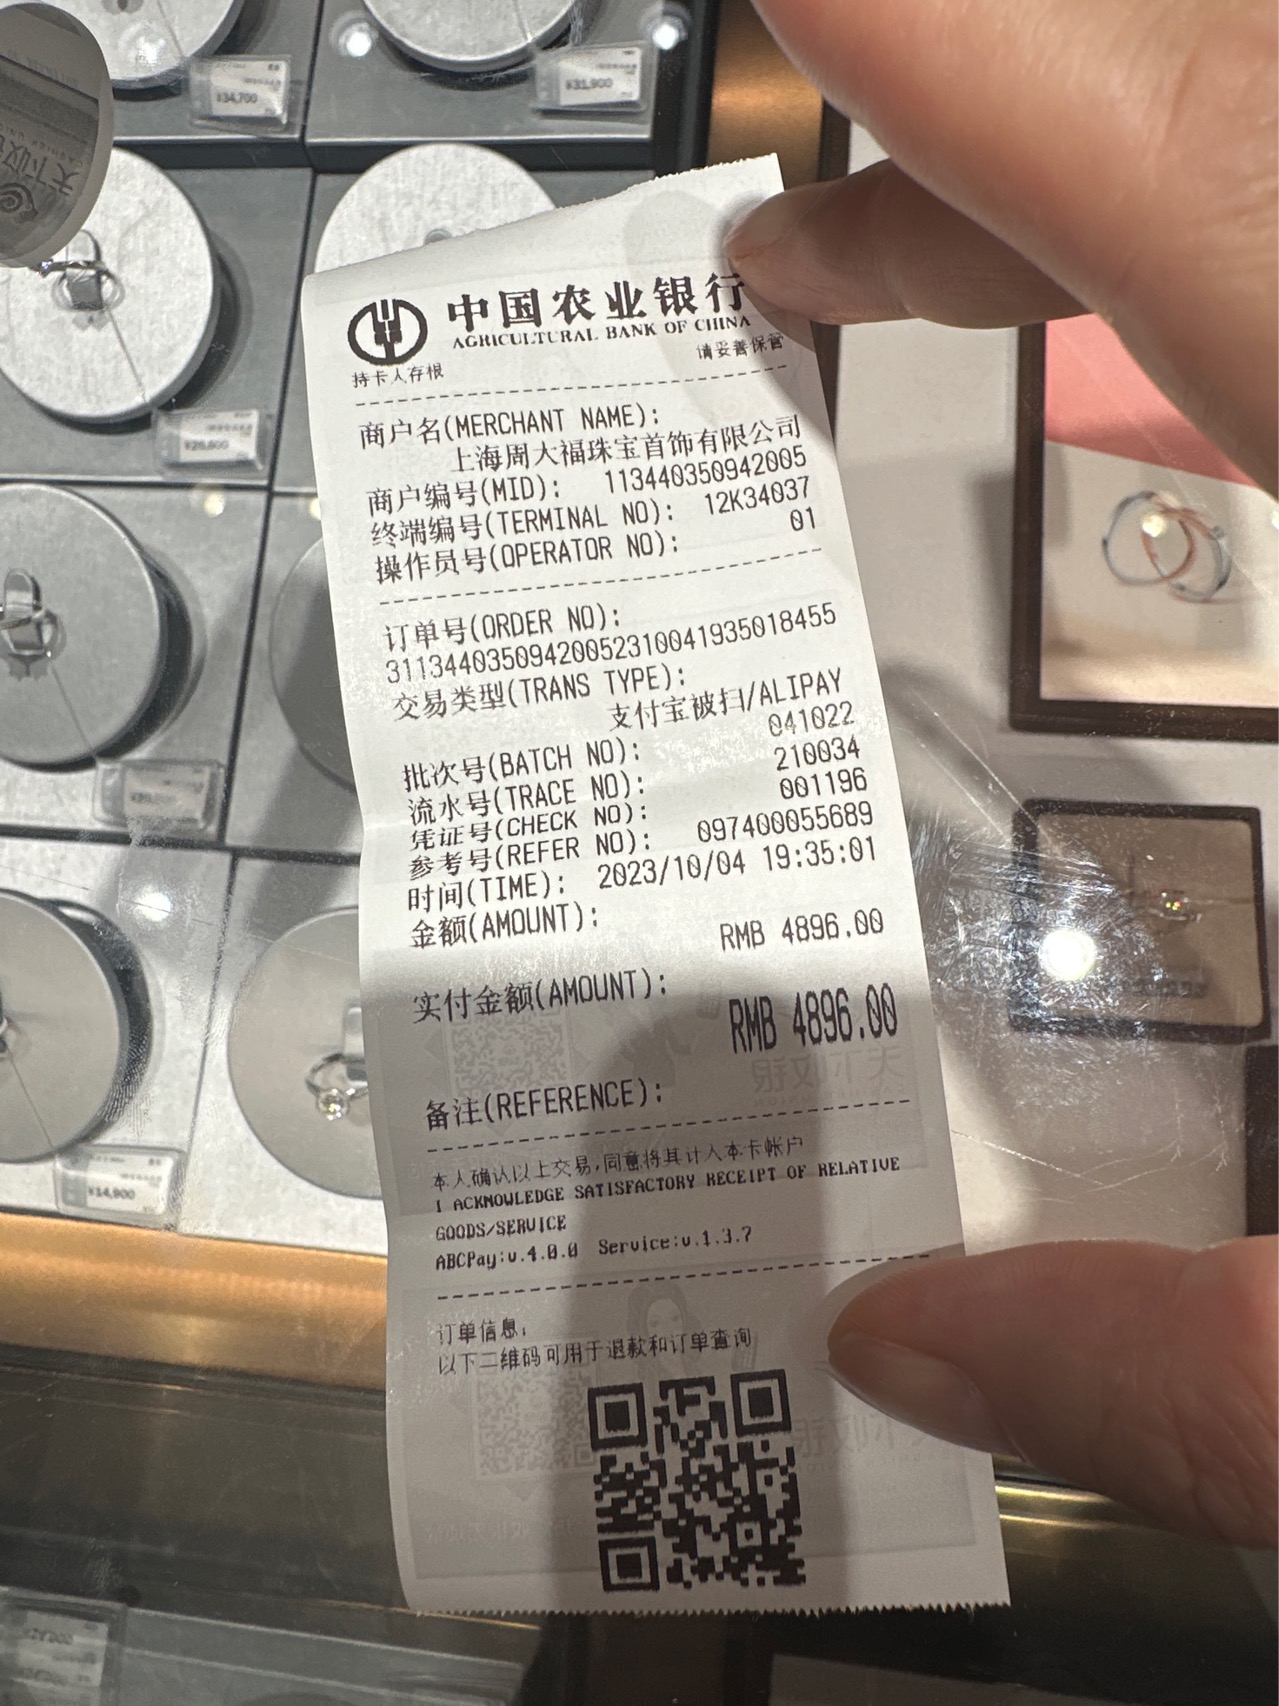 ¥34,700
¥31,900
中国农业银行
AGRICULTURAL BANK OF CHINA
持卡人存根
请妥善保管
商户名(MERCHANT NAME):
上海周大福珠宝首饰有限公司
商户编号(MID): 113440350942005
终端编号(TERMINAL NO): 12K34037
操作员号(OPERATOR NO): 01
订单号(ORDER NO):
31134403509420052310041935018455
交易类型(TRANS TYPE):
支付宝被扫/ALIPAY
批次号(BATCH NO): 041022
流水号(TRACE NO): 210034
凭证号(CHECK NO): 001196
参考号(REFER NO): 097400055689
时间(TIME): 2023/10/04 19:35:01
金额(AMOUNT):
RMB 4896.00
实付金额(AMOUNT):
RMB 4896.00
备注(REFERENCE):
本人确认以上交易,同意将其计入本卡帐户
I ACKNOWLEDGE SATISFACTORY RECEIPT OF RELATIVE
GOODS/SERVICE
ABCPay:v.4.0.0 Service:v.1.3.7
订单信息:
以下二维码可用于退款和订单查询
¥14,900